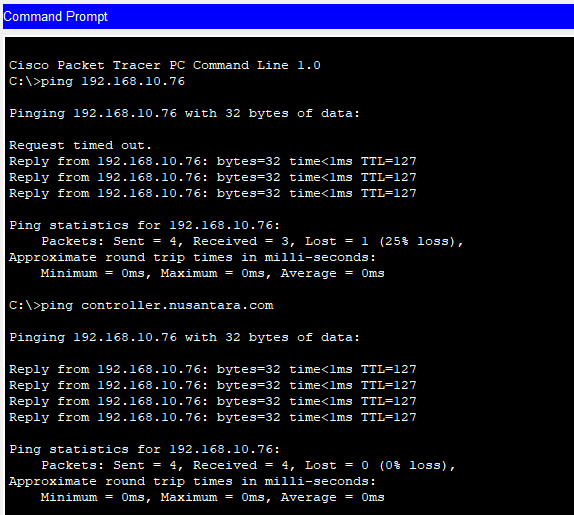 Command Prompt
Cisco Packet Tracer PC Command Line 1.0
C:\>ping 192.168.10.76
Pinging 192.168.10.76 with 32 bytes of data:
Request timed out.
Reply from 192.168.10.76: bytes=32 time<1ms TTL=127
Reply from 192.168.10.76: bytes=32 time<1ms TTL=127
Reply from 192.168.10.76: bytes=32 time<1ms TTL=127
Ping statistics for 192.168.10.76:
    Packets: Sent = 4, Received = 3, Lost = 1 (25% loss),
Approximate round trip times in milli-seconds:
    Minimum = 0ms, Maximum = 0ms, Average = 0ms
C:\>ping controller.nusantara.com
Pinging 192.168.10.76 with 32 bytes of data:
Reply from 192.168.10.76: bytes=32 time<1ms TTL=127
Reply from 192.168.10.76: bytes=32 time<1ms TTL=127
Reply from 192.168.10.76: bytes=32 time<1ms TTL=127
Reply from 192.168.10.76: bytes=32 time<1ms TTL=127
Ping statistics for 192.168.10.76:
    Packets: Sent = 4, Received = 4, Lost = 0 (0% loss),
Approximate round trip times in milli-seconds:
    Minimum = 0ms, Maximum = 0ms, Average = 0ms